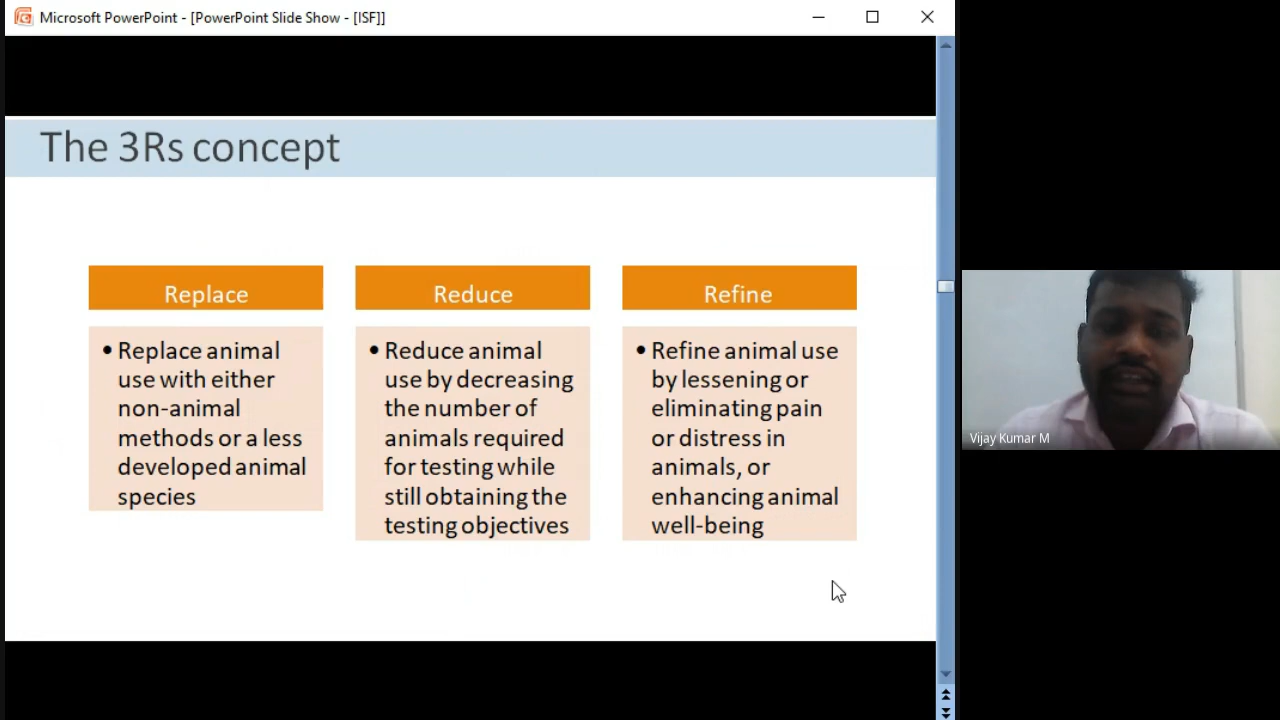 Microsoft PowerPoint - [PowerPoint Slide Show - [ISF]]
The 3Rs concept
Replace
• Replace animal
use with either
non-animal
methods or a less
developed animal
species
Reduce
• Reduce animal
use by decreasing
the number of
animals required
for testing while
still obtaining the
testing objectives
Refine
• Refine animal use
by lessening or
eliminating pain
or distress in
animals, or
enhancing animal
well-being
Vijay Kumar M